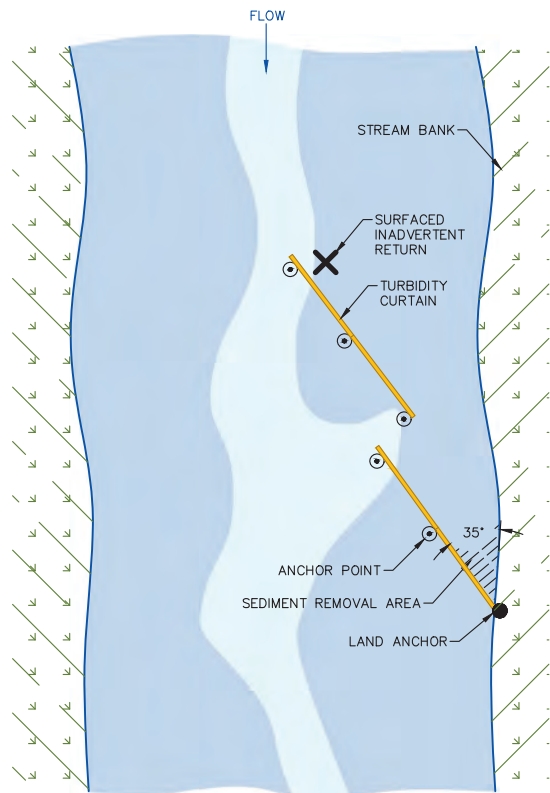 FLOW
STREAM BANK
SURFACED
INADVERTENT
RETURN
TURBIDITY
CURTAIN
35°
ANCHOR POINT
SEDIMENT REMOVAL AREA
LAND ANCHOR